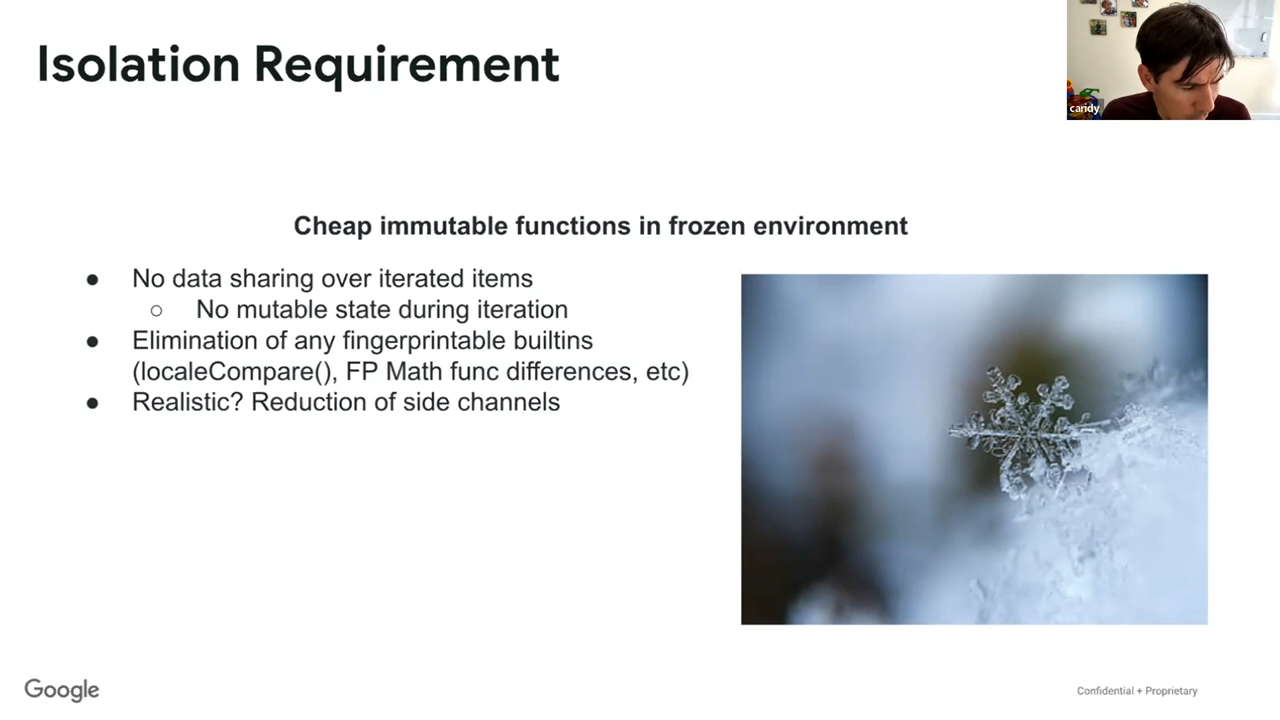 Isolation Requirement
caridy
Cheap immutable functions in frozen environment
● No data sharing over iterated items
○ No mutable state during iteration
● Elimination of any fingerprintable builtins
(localeCompare(), FP Math func differences, etc)
● Realistic? Reduction of side channels
Google
Confidential + Proprietary